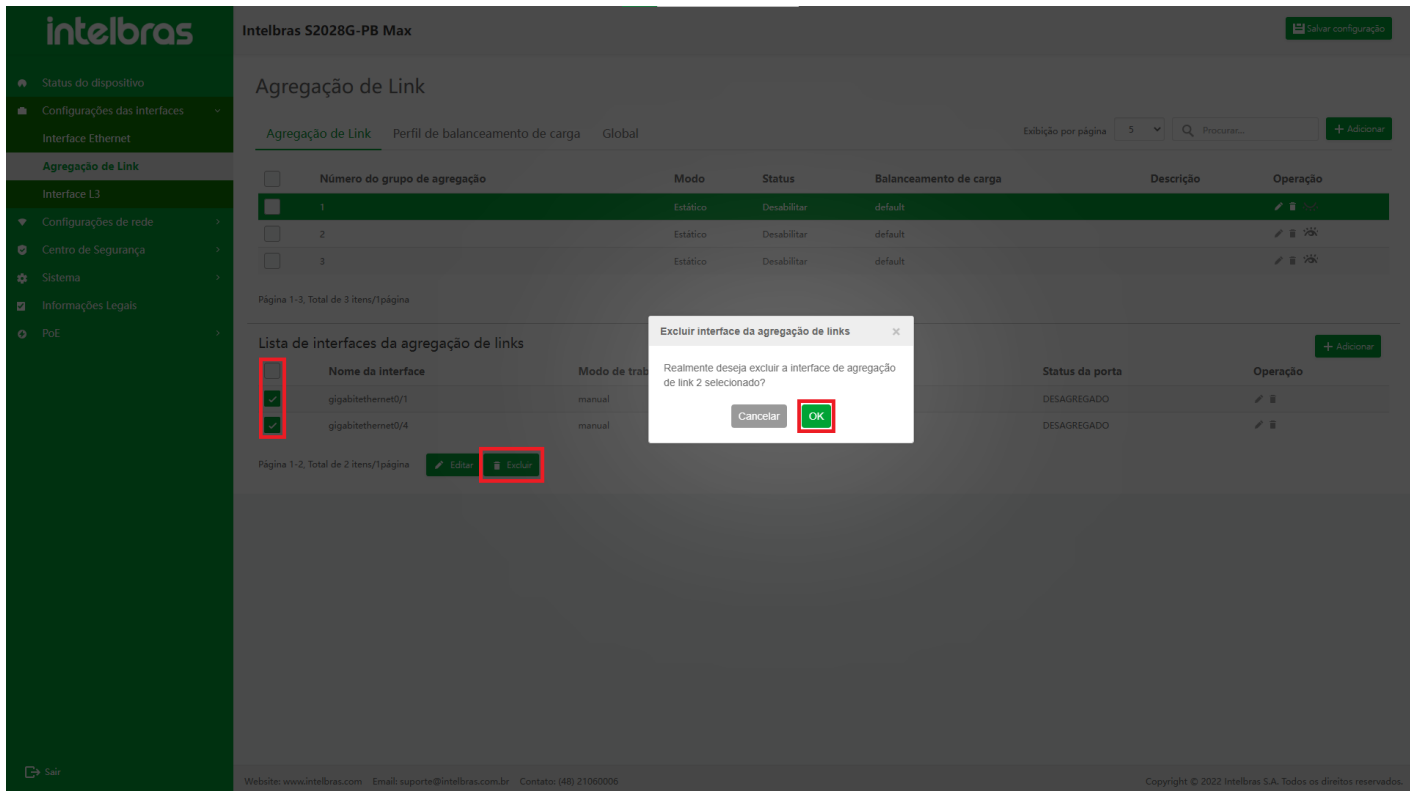 intelbras
Intelbras S2028G-PB Max
Salvar configuração
Status do dispositivo
Configurações das interfaces
Interface Ethernet
Agregação de Link
Interface L3
Configurações de rede
Centro de Segurança
Sistema
Informações Legais
PoE
Sair
Agregação de Link
Agregação de Link Perfil de balanceamento de carga Global
Exibição por página 5 Procurar... + Adicionar
Número do grupo de agregação Modo Status Balanceamento de carga Descrição Operação
1 Estático Desabilitar default
2 Estático Desabilitar default
3 Estático Desabilitar default
Página 1-3, Total de 3 itens/1página
Lista de interfaces da agregação de links
+ Adicionar
Nome da interface Modo de trab Status da porta Operação
gigabitethernet0/1 manual DESAGREGADO
gigabitethernet0/4 manual DESAGREGADO
Página 1-2, Total de 2 itens/1página Editar Excluir
Excluir interface da agregação de links ×
Realmente deseja excluir a interface de agregação
de link 2 selecionado?
Cancelar OK
Website: www.intelbras.com Email: suporte@intelbras.com.br Contato: (48) 21060006
Copyright © 2022 Intelbras S.A. Todos os direitos reservados.